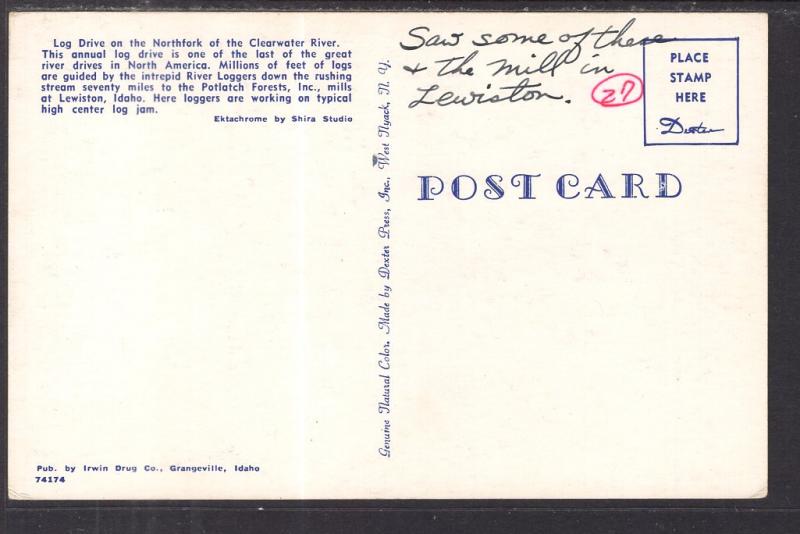 Log Drive on the Northfork of the Clearwater River.
This annual log drive is one of the last of the great
river drives in North America. Millions of feet of logs
are guided by the intrepid River Loggers down the rushing
stream seventy miles to the Potlatch Forests, Inc., mills
at Lewiston, Idaho. Here loggers are working on typical
high center log jam.
Ektachrome by Shira Studio
Pub. by Irwin Drug Co., Grangeville, Idaho
74174
Genuine Natural Color. Made by Dexter Press, Inc., West Nyack, N. Y.
Saw some of these
+ the mill in
Lewiston.
27
PLACE
STAMP
HERE
Dexter
POST CARD